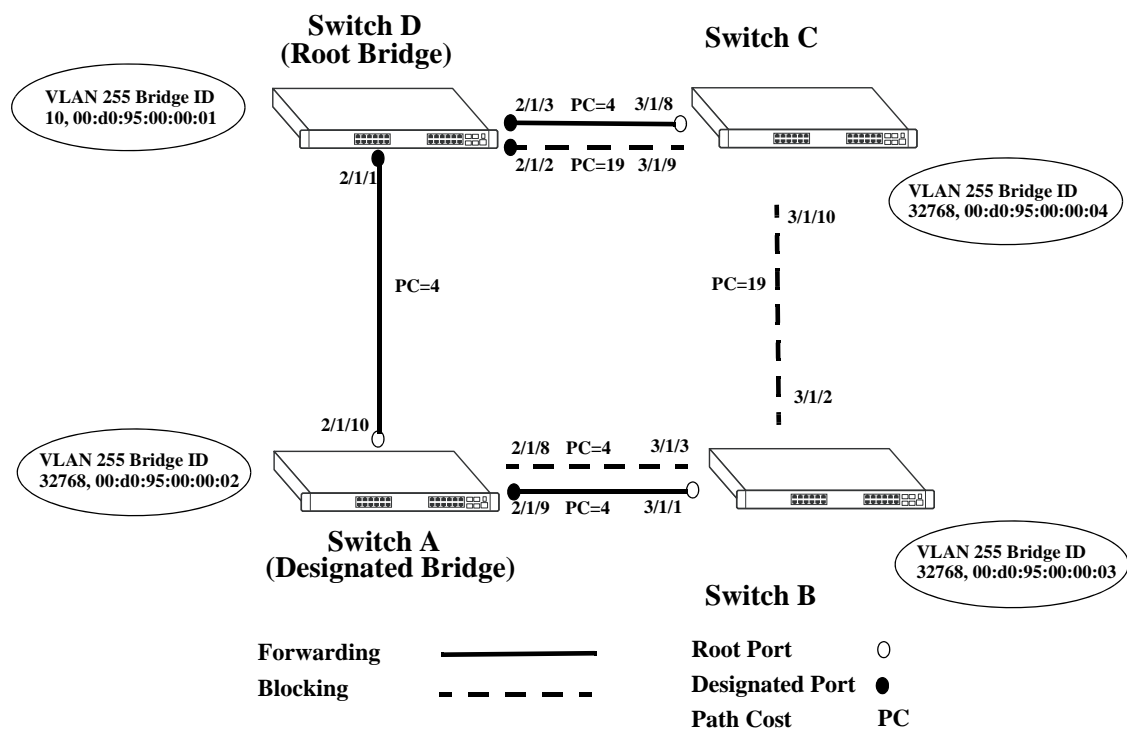 Switch D
(Root Bridge)
Switch C
VLAN 255 Bridge ID
10, 00:d0:95:00:00:01
2/1/3 PC=4 3/1/8
2/1/2 PC=19 3/1/9
2/1/1
VLAN 255 Bridge ID
32768, 00:d0:95:00:00:04
3/1/10
PC=4
PC=19
3/1/2
2/1/10
VLAN 255 Bridge ID
32768, 00:d0:95:00:00:02
2/1/8 PC=4 3/1/3
2/1/9 PC=4 3/1/1
Switch A
(Designated Bridge)
VLAN 255 Bridge ID
32768, 00:d0:95:00:00:03
Switch B
Forwarding
Blocking
Root Port
Designated Port
Path Cost PC